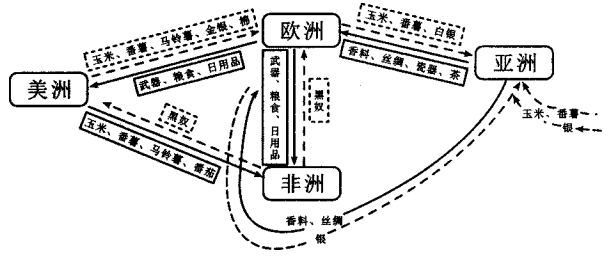 玉米、番薯、马铃薯、金银、棉
欧洲
玉米、番薯、白银
香料、丝绸、瓷器、茶
亚洲
武器、粮食、日用品
美洲
武器、粮食、日用品
黑奴
黑奴
玉米、番薯、马铃薯、番茄
玉米、番薯
银
非洲
香料、丝绸
银